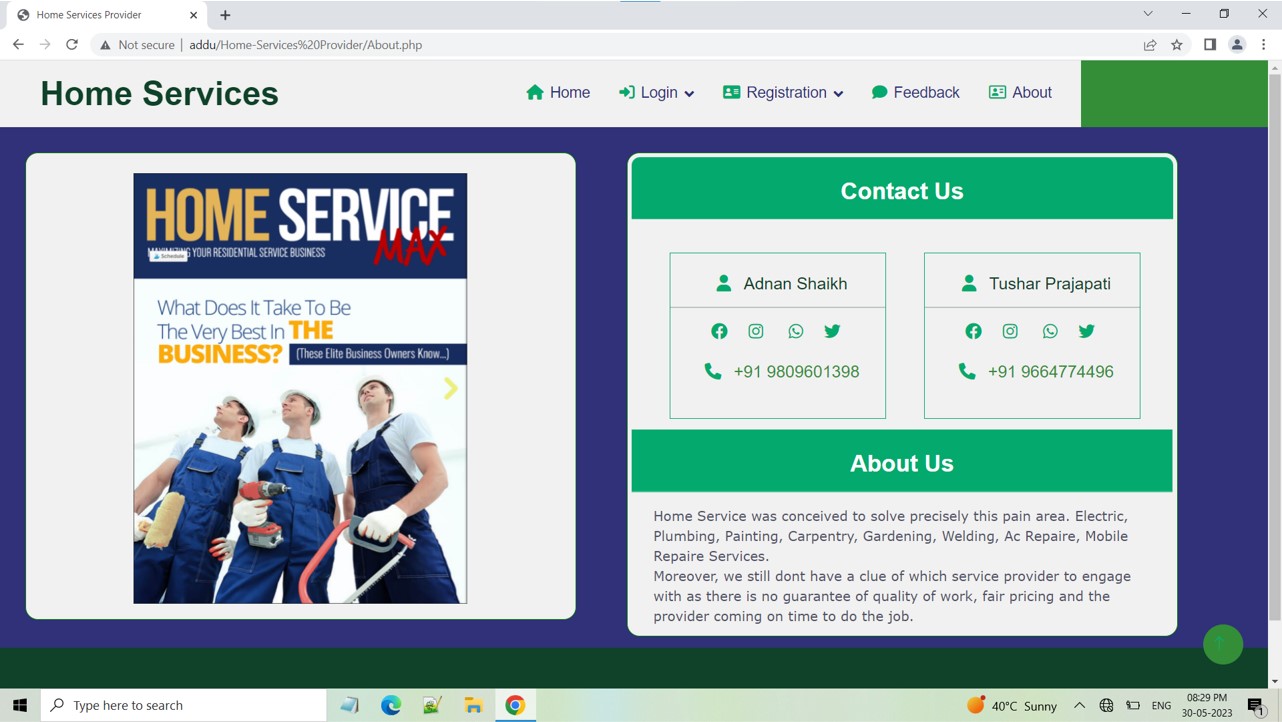 Home Services Provider
Not secure | addu/Home-Services%20Provider/About.php
Home Services
Home
Login
Registration
Feedback
About
HOME SERVICE
MAX
MAXIMIZING YOUR RESIDENTIAL SERVICE BUSINESS
Schedule
What Does It Take To Be
The Very Best In THE
BUSINESS? (These Elite Business Owners Know...)
Contact Us
Adnan Shaikh
+91 9809601398
Tushar Prajapati
+91 9664774496
About Us
Home Service was conceived to solve precisely this pain area. Electric,
Plumbing, Painting, Carpentry, Gardening, Welding, Ac Repaire, Mobile
Repaire Services.
Moreover, we still dont have a clue of which service provider to engage
with as there is no guarantee of quality of work, fair pricing and the
provider coming on time to do the job.
Type here to search
40°C Sunny
ENG
08:29 PM
30-05-2023
1